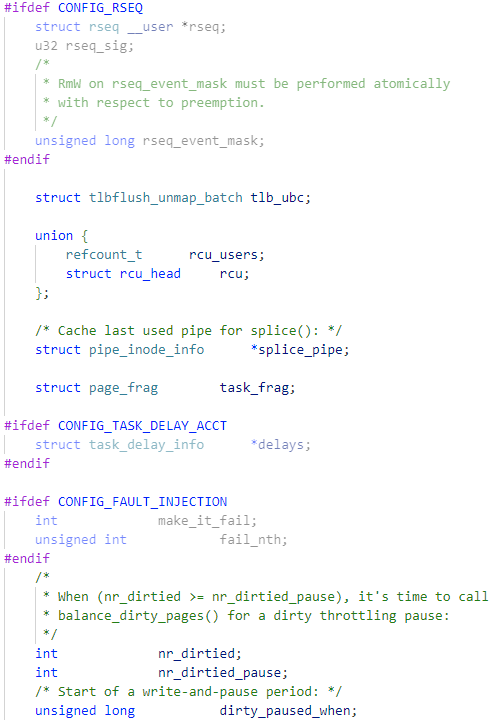 #ifdef CONFIG_RSEQ
    struct rseq __user *rseq;
    u32 rseq_sig;
    /*
     * RmW on rseq_event_mask must be performed atomically
     * with respect to preemption.
     */
    unsigned long rseq_event_mask;
#endif

    struct tlbflush_unmap_batch tlb_ubc;

    union {
        refcount_t      rcu_users;
        struct rcu_head     rcu;
    };

    /* Cache last used pipe for splice(): */
    struct pipe_inode_info      *splice_pipe;

    struct page_frag        task_frag;

#ifdef CONFIG_TASK_DELAY_ACCT
    struct task_delay_info      *delays;
#endif

#ifdef CONFIG_FAULT_INJECTION
    int             make_it_fail;
    unsigned int            fail_nth;
#endif
    /*
     * When (nr_dirtied >= nr_dirtied_pause), it's time to call
     * balance_dirty_pages() for a dirty throttling pause:
     */
    int             nr_dirtied;
    int             nr_dirtied_pause;
    /* Start of a write-and-pause period: */
    unsigned long           dirty_paused_when;